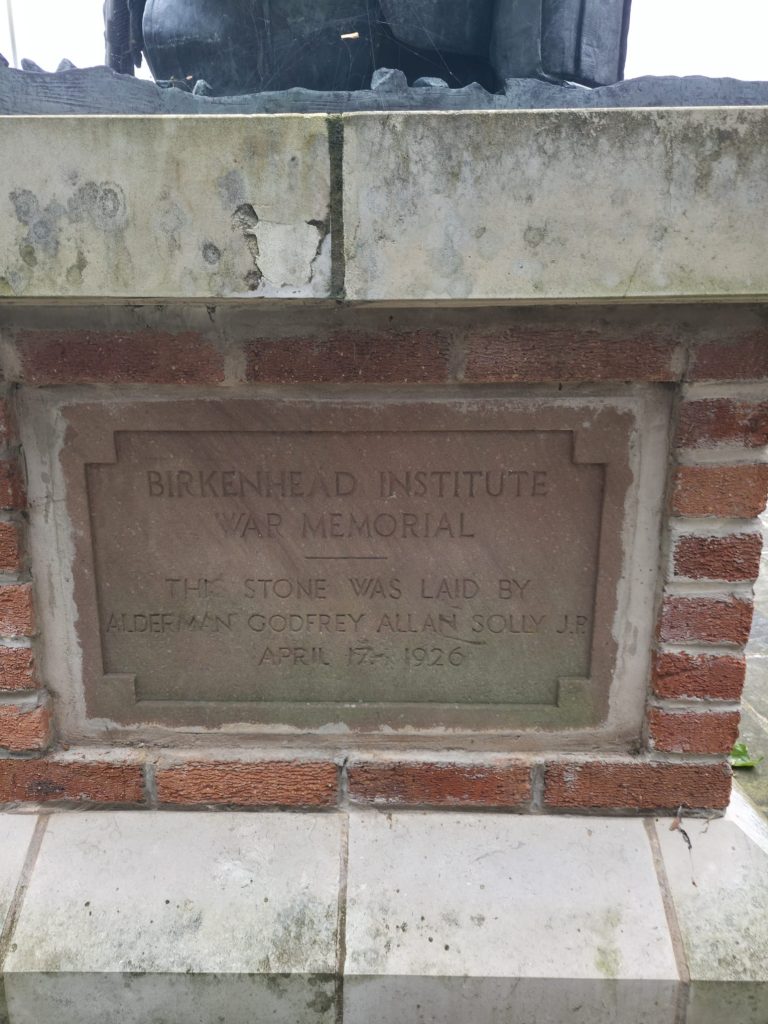 BIRKENHEAD INSTITUTE
WAR MEMORIAL
THIS STONE WAS LAID BY
ALDERMAN GODFREY ALLAN SOLLY J.P.
APRIL 17TH 1926